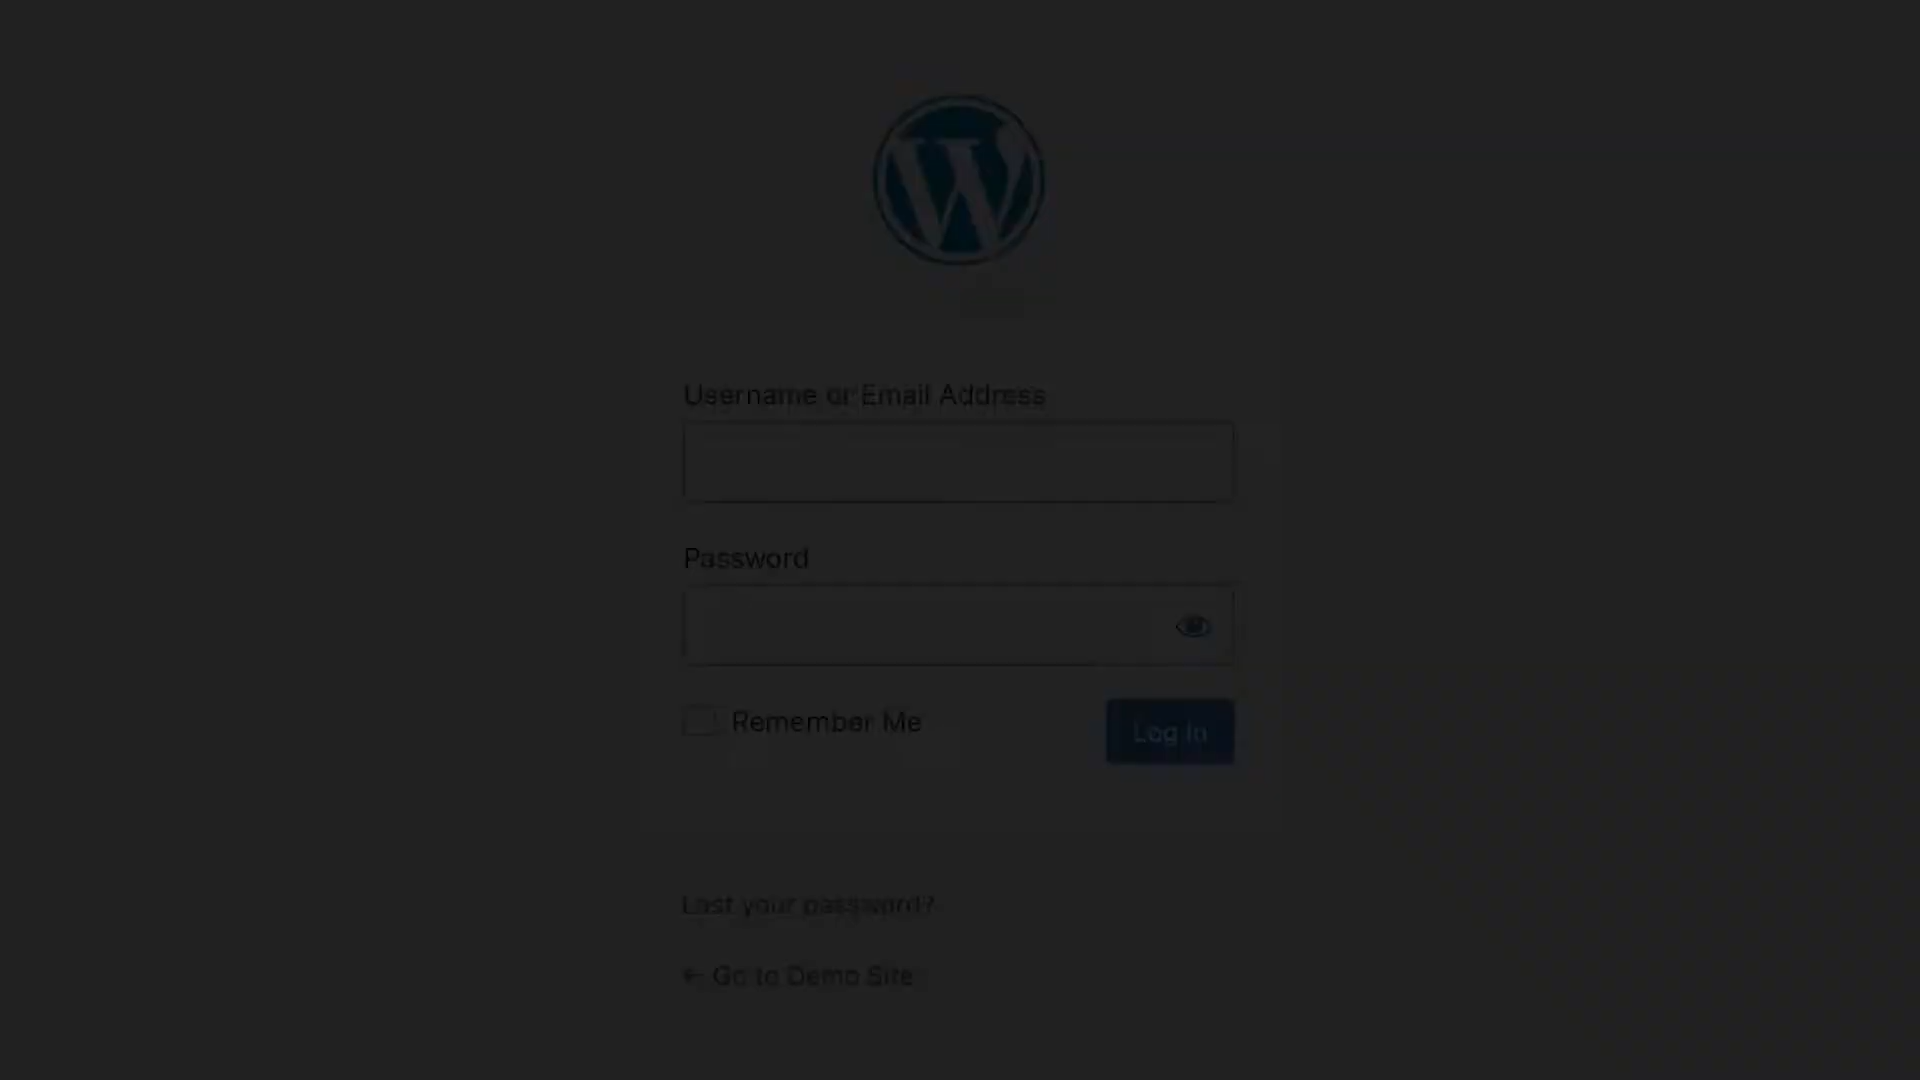 Username or Email Address
Password
Remember Me
Log In
Lost your password?
← Go to Demo Site